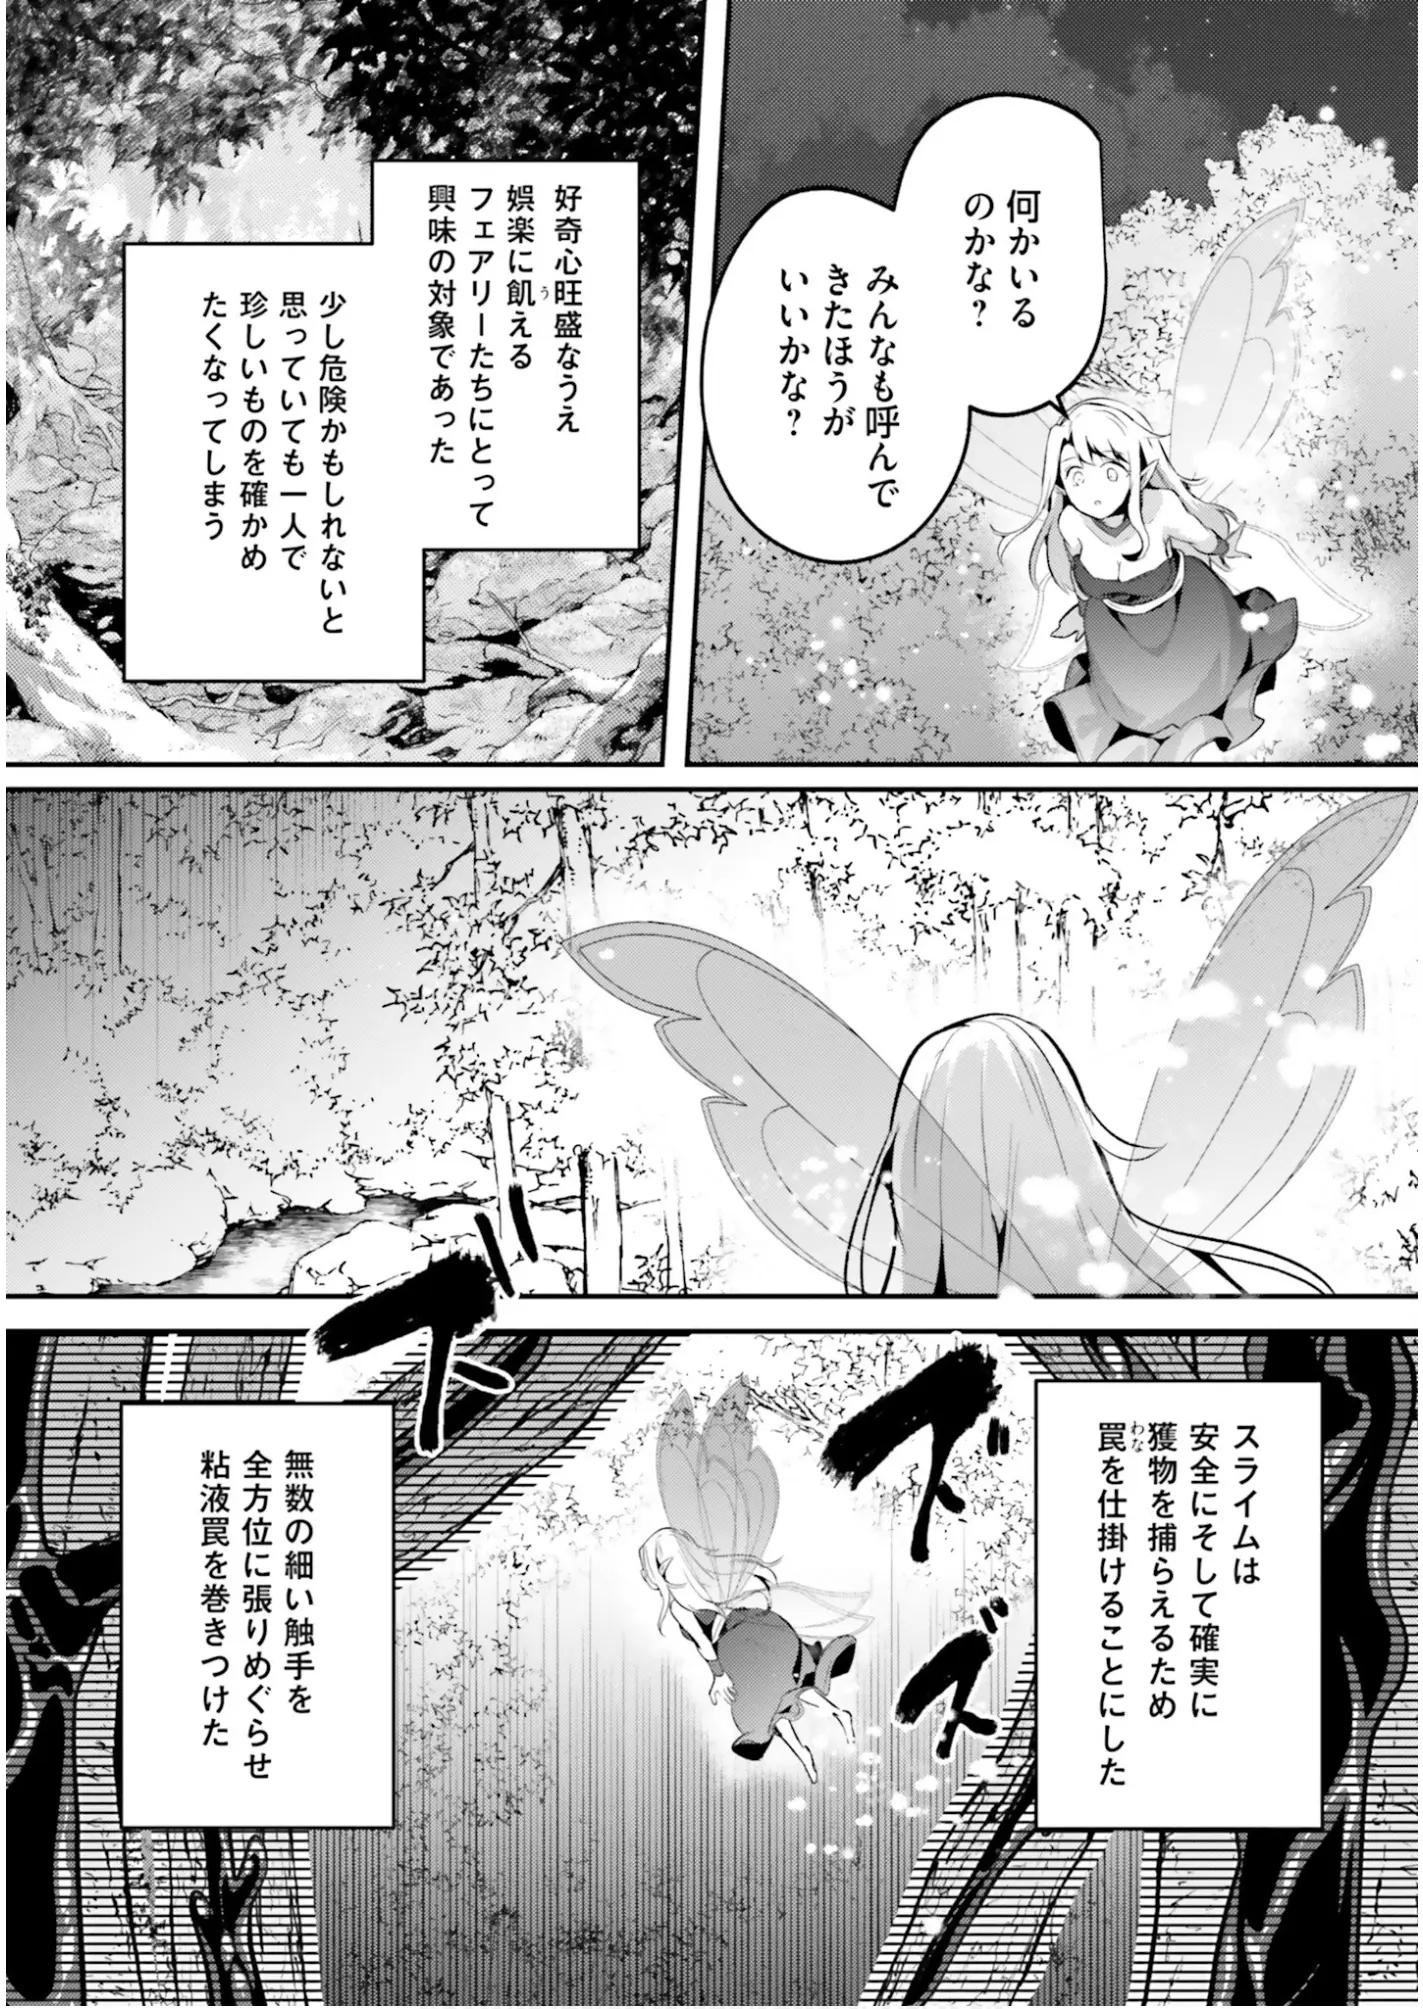 何かいる
のかな？
みんなも呼んで
きたほうが
いいかな？
好奇心旺盛なうえ
娯楽に飢える
う
フェアリーたちにとって
興味の対象であった
少し危険かもしれないと
思っていても一人で
珍しいものを確かめ
たくなってしまう
スライムは
安全にそして確実に
獲物を捕らえるため
罠を仕掛けることにした
わな
ズ
ズ
ズ
無数の細い触手を
全方位に張りめぐらせ
粘液罠を巻きつけた